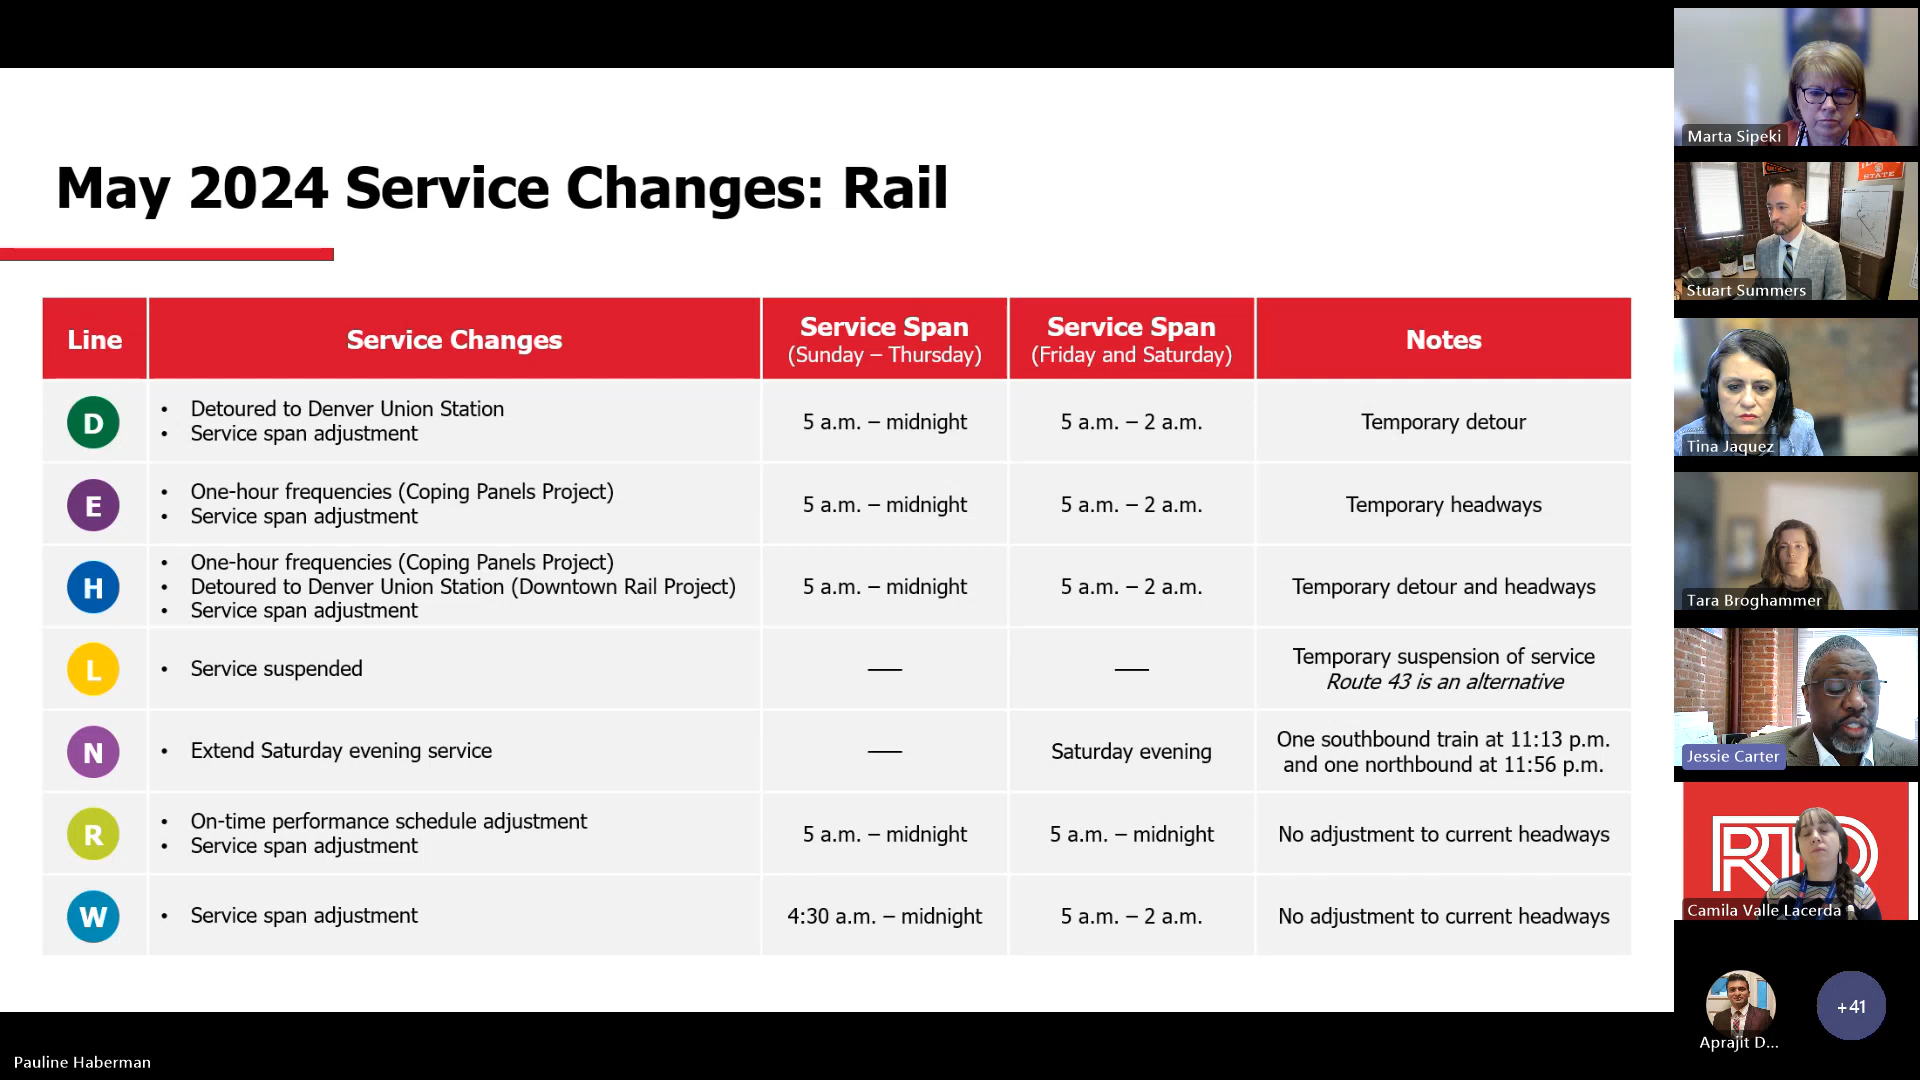 May 2024 Service Changes: Rail
Line
Service Changes
Service Span
(Sunday – Thursday)
Service Span
(Friday and Saturday)
Notes
D
• Detoured to Denver Union Station
• Service span adjustment
5 a.m. – midnight
5 a.m. – 2 a.m.
Temporary detour
E
• One-hour frequencies (Coping Panels Project)
• Service span adjustment
5 a.m. – midnight
5 a.m. – 2 a.m.
Temporary headways
H
• One-hour frequencies (Coping Panels Project)
• Detoured to Denver Union Station (Downtown Rail Project)
• Service span adjustment
5 a.m. – midnight
5 a.m. – 2 a.m.
Temporary detour and headways
L
• Service suspended
—
—
Temporary suspension of service
Route 43 is an alternative
N
• Extend Saturday evening service
—
Saturday evening
One southbound train at 11:13 p.m.
and one northbound at 11:56 p.m.
R
• On-time performance schedule adjustment
• Service span adjustment
5 a.m. – midnight
5 a.m. – midnight
No adjustment to current headways
W
• Service span adjustment
4:30 a.m. – midnight
5 a.m. – 2 a.m.
No adjustment to current headways
Marta Sipeki
STATE
Stuart Summers
Tina Jaquez
Tara Broghammer
Jessie Carter
RTD
Camila Valle Lacerda
Aprajit D...
+41
Pauline Haberman